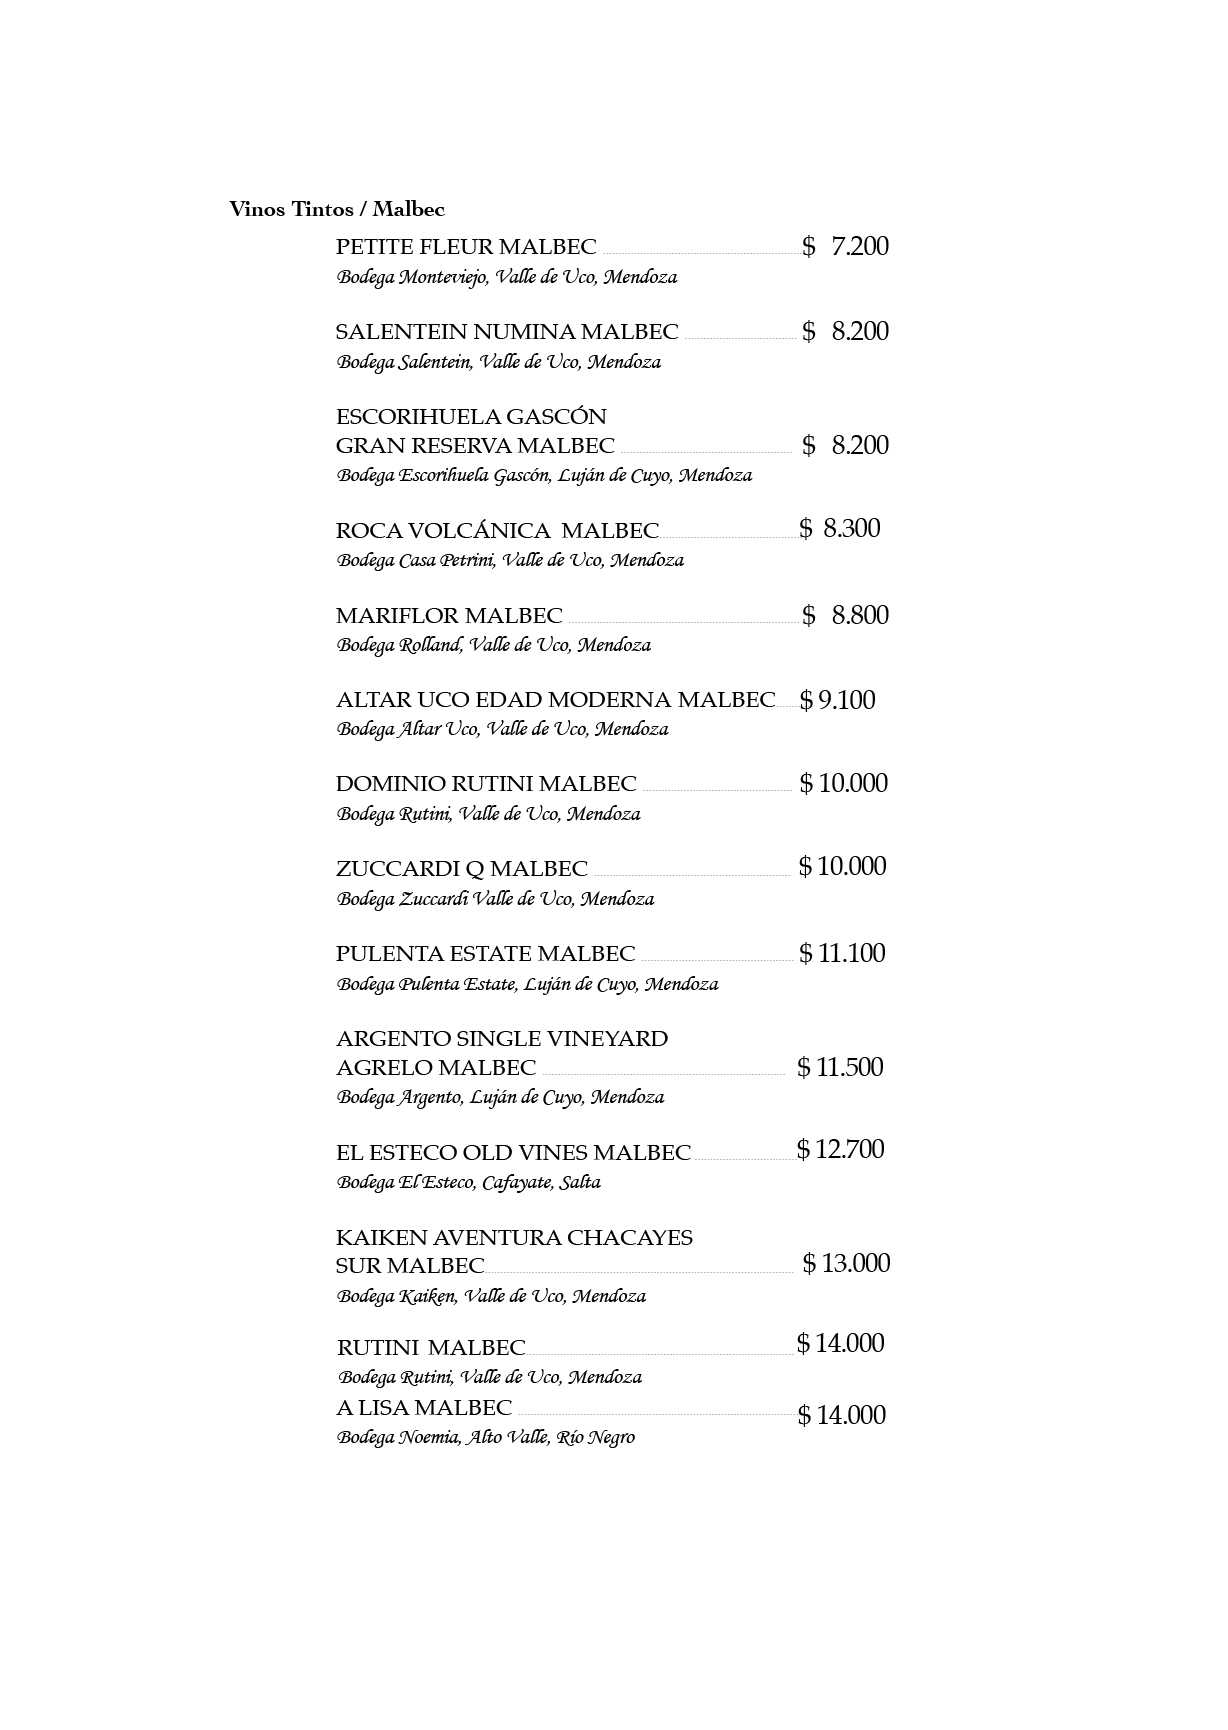 Vinos Tintos / Malbec
PETITE FLEUR MALBEC $ 7.200
Bodega Monteviejo, Valle de Uco, Mendoza
SALENTEIN NUMINA MALBEC $ 8.200
Bodega Salentein, Valle de Uco, Mendoza
ESCORIHUELA GASCÓN
GRAN RESERVA MALBEC $ 8.200
Bodega Escorihuela Gascón, Luján de Cuyo, Mendoza
ROCA VOLCÁNICA MALBEC $ 8.300
Bodega Casa Petrini, Valle de Uco, Mendoza
MARIFLOR MALBEC $ 8.800
Bodega Rolland, Valle de Uco, Mendoza
ALTAR UCO EDAD MODERNA MALBEC $ 9.100
Bodega Altar Uco, Valle de Uco, Mendoza
DOMINIO RUTINI MALBEC $ 10.000
Bodega Rutini, Valle de Uco, Mendoza
ZUCCARDI Q MALBEC $ 10.000
Bodega Zuccardi Valle de Uco, Mendoza
PULENTA ESTATE MALBEC $ 11.100
Bodega Pulenta Estate, Luján de Cuyo, Mendoza
ARGENTO SINGLE VINEYARD
AGRELO MALBEC $ 11.500
Bodega Argento, Luján de Cuyo, Mendoza
EL ESTECO OLD VINES MALBEC $ 12.700
Bodega El Esteco, Cafayate, Salta
KAIKEN AVENTURA CHACAYES
SUR MALBEC $ 13.000
Bodega Kaiken, Valle de Uco, Mendoza
RUTINI MALBEC $ 14.000
Bodega Rutini, Valle de Uco, Mendoza
A LISA MALBEC $ 14.000
Bodega Noemia, Alto Valle, Río Negro